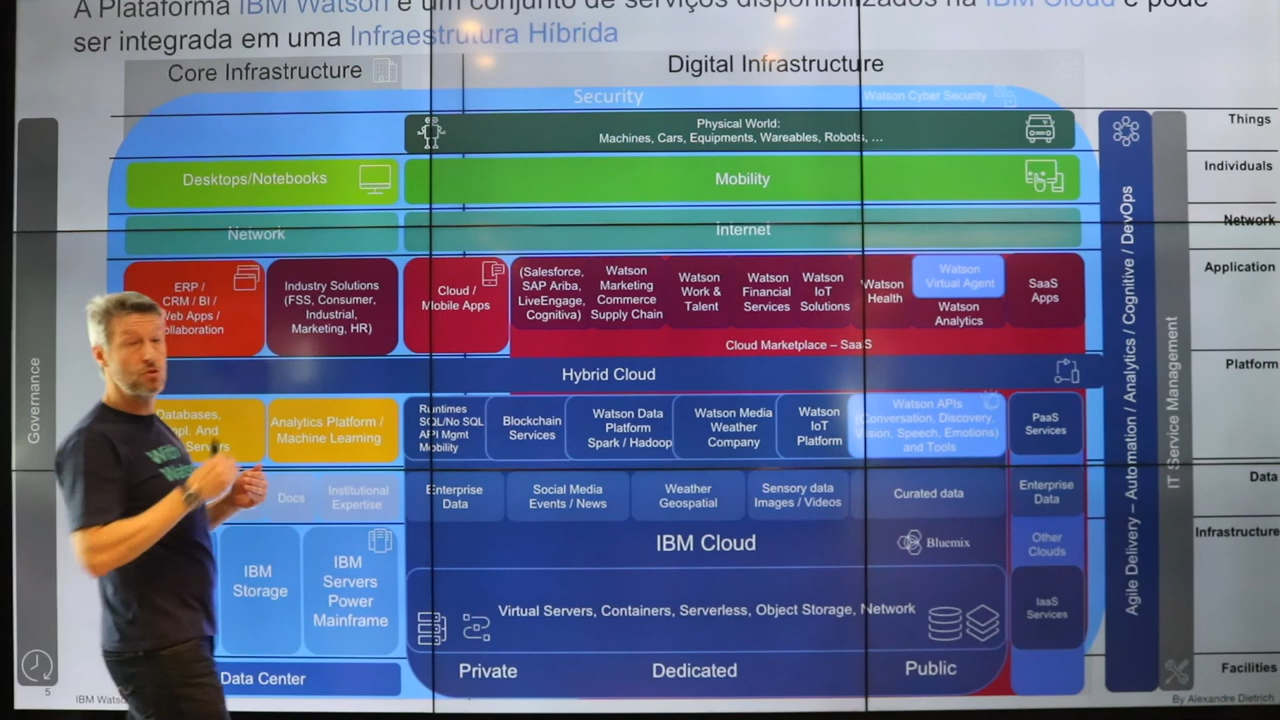 A Plataforma IBM Watson é um conjunto de serviços disponibilizados na IBM Cloud e pode
ser integrada em uma Infraestrutura Híbrida
Core Infrastructure
Digital Infrastructure
Security
Watson Cyber Security
Physical World:
Machines, Cars, Equipments, Wareables, Robots, ...
Things
Desktops/Notebooks
Mobility
Individuals
Network
Internet
Network
ERP /
CRM / BI /
Web Apps /
Collaboration
Industry Solutions
(FSS, Consumer,
Industrial,
Marketing, HR)
Cloud /
Mobile Apps
(Salesforce,
SAP Ariba,
LiveEngage,
Cognitiva)
Watson
Marketing
Commerce
Supply Chain
Watson
Work &
Talent
Watson
Financial
Services
Watson
IoT
Solutions
Watson
Health
Watson
Virtual Agent
Watson
Analytics
SaaS
Apps
Application
Cloud Marketplace – SaaS
Hybrid Cloud
Platform
Databases,
Appl. And
Servers
Analytics Platform /
Machine Learning
Runtimes
SQL/No SQL
API Mgmt
Mobility
Blockchain
Services
Watson Data
Platform
Spark / Hadoop
Watson Media
Weather
Company
Watson
IoT
Platform
Watson APIs
(Conversation, Discovery,
Vision, Speech, Emotions)
and Tools
PaaS
Services
Data
Docs
Institutional
Expertise
Enterprise
Data
Social Media
Events / News
Weather
Geospatial
Sensory data
Images / Videos
Curated data
Enterprise
Data
IBM
Storage
IBM
Servers
Power
Mainframe
IBM Cloud
Bluemix
Other
Clouds
Infrastructure
Virtual Servers, Containers, Serverless, Object Storage, Network
IaaS
Services
Data Center
Private
Dedicated
Public
Facilities
Governance
Agile Delivery – Automation / Analytics / Cognitive / DevOps
IT Service Management
5
IBM Watson
By Alexandre Dietrich